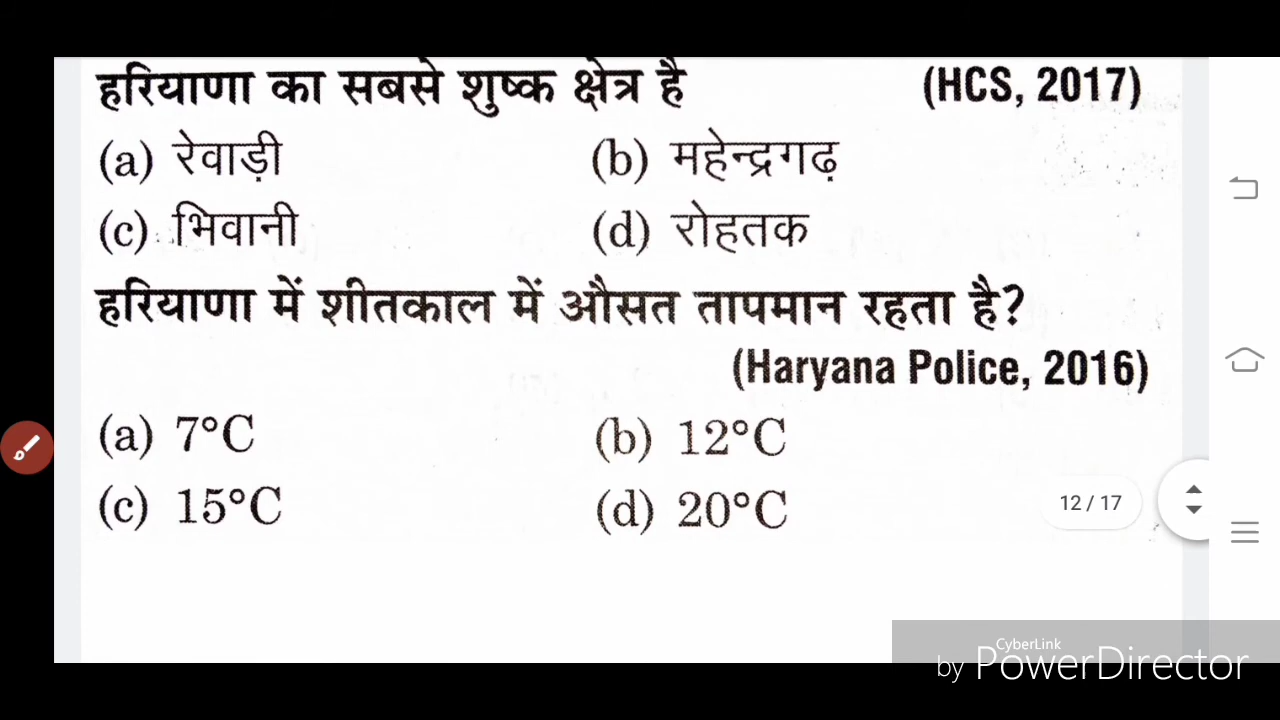 हरियाणा का सबसे शुष्क क्षेत्र है (HCS, 2017)
(a) रेवाड़ी (b) महेन्द्रगढ़
(c) भिवानी (d) रोहतक
हरियाणा में शीतकाल में औसत तापमान रहता है?
(Haryana Police, 2016)
(a) 7°C (b) 12°C
(c) 15°C (d) 20°C
12 / 17
CyberLink
by PowerDirector